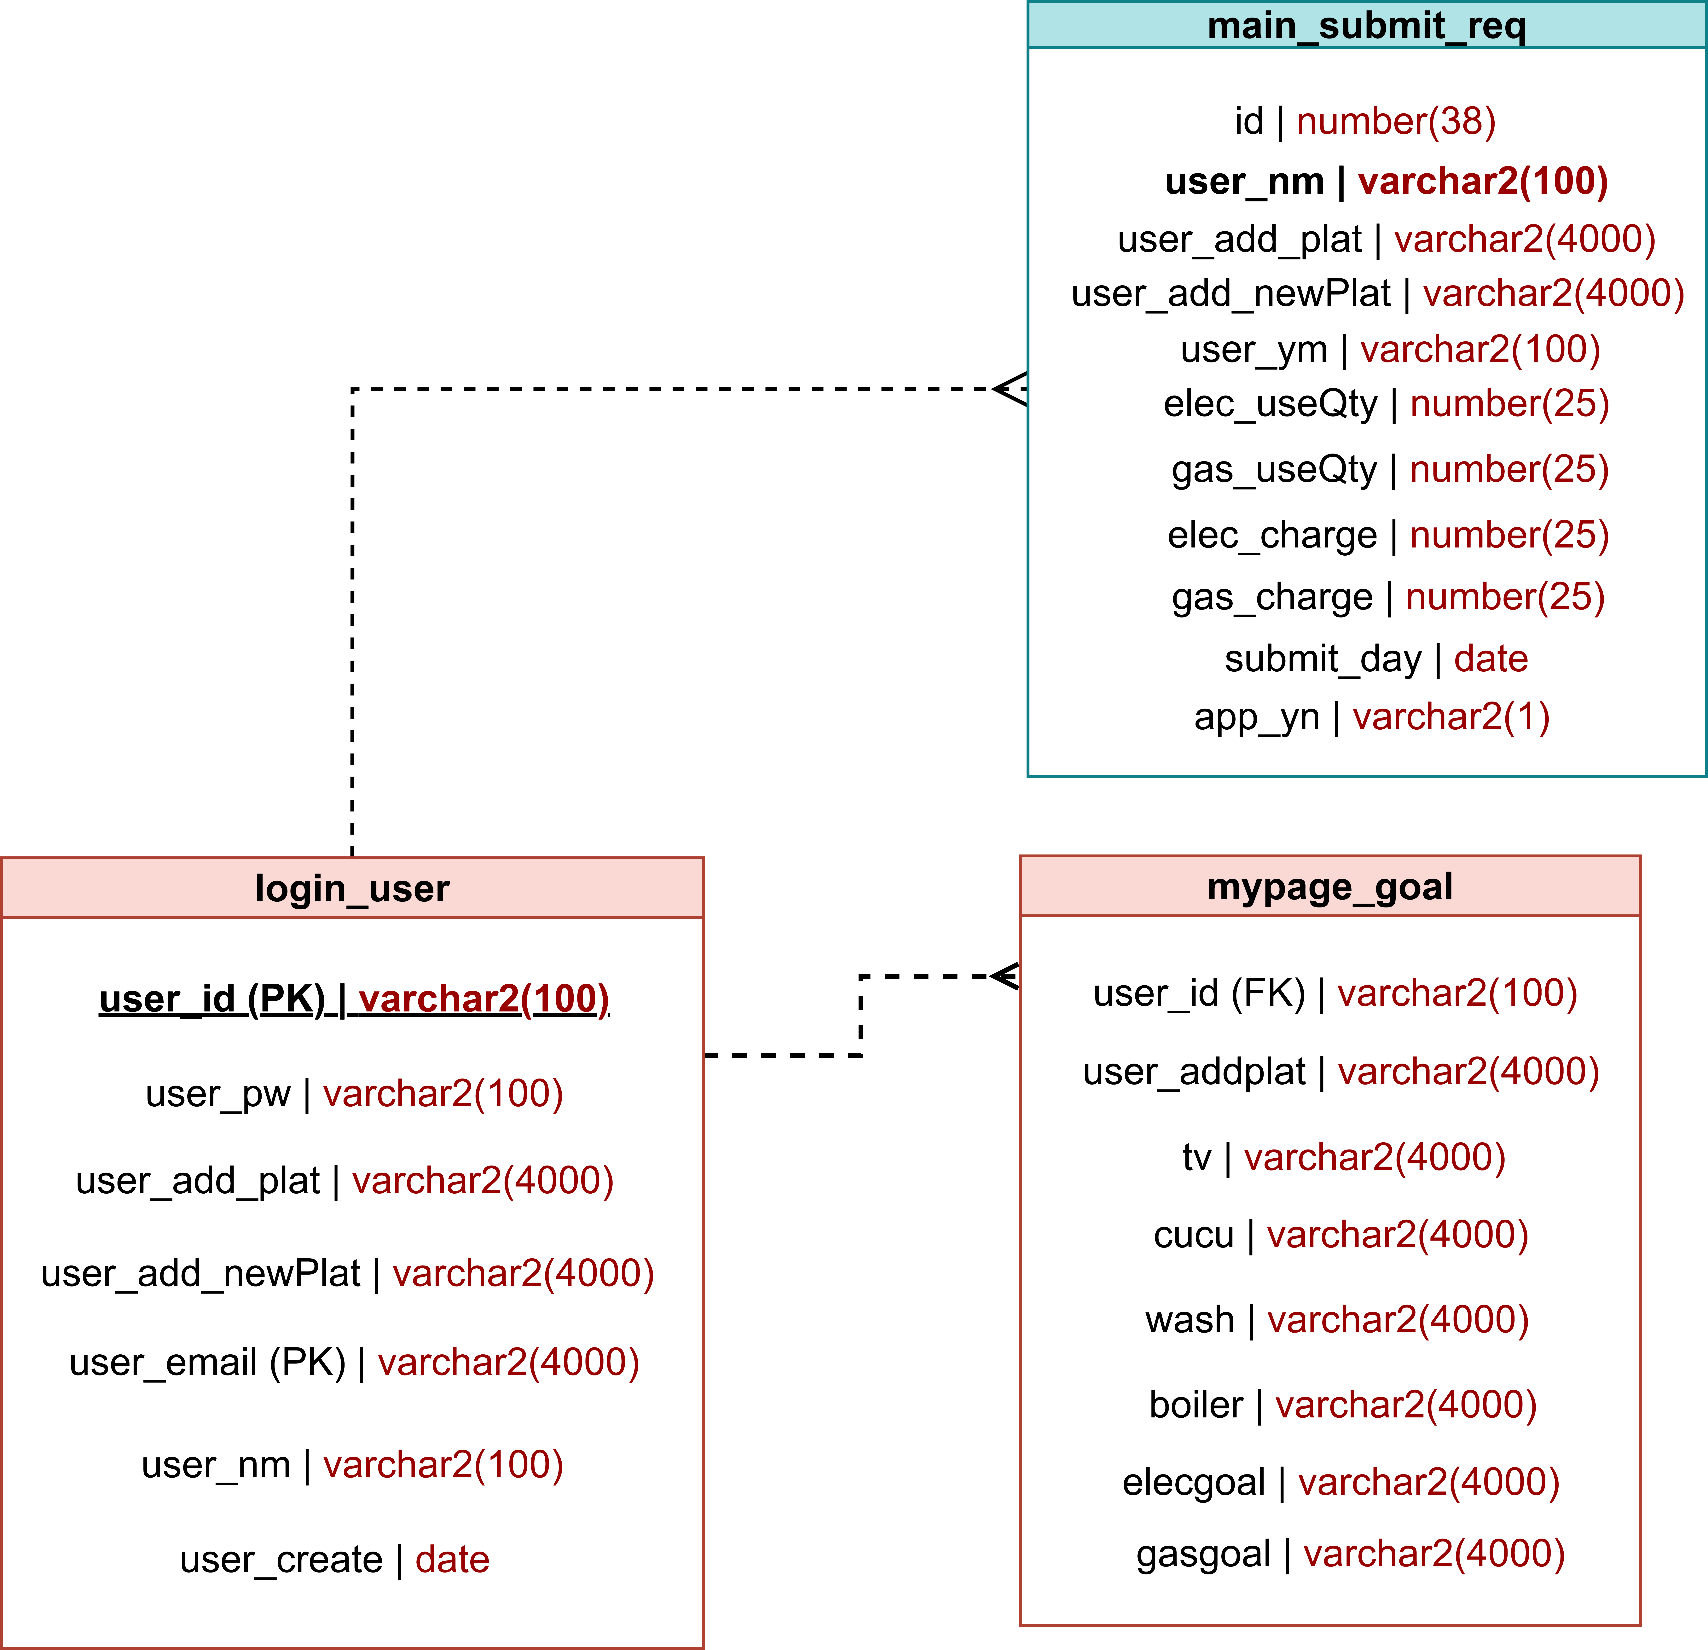 main_submit_req
id | number(38)
user_nm | varchar2(100)
user_add_plat | varchar2(4000)
user_add_newPlat | varchar2(4000)
user_ym | varchar2(100)
elec_useQty | number(25)
gas_useQty | number(25)
elec_charge | number(25)
gas_charge | number(25)
submit_day | date
app_yn | varchar2(1)
login_user
user_id (PK) | varchar2(100)
user_pw | varchar2(100)
user_add_plat | varchar2(4000)
user_add_newPlat | varchar2(4000)
user_email (PK) | varchar2(4000)
user_nm | varchar2(100)
user_create | date
mypage_goal
user_id (FK) | varchar2(100)
user_addplat | varchar2(4000)
tv | varchar2(4000)
cucu | varchar2(4000)
wash | varchar2(4000)
boiler | varchar2(4000)
elecgoal | varchar2(4000)
gasgoal | varchar2(4000)